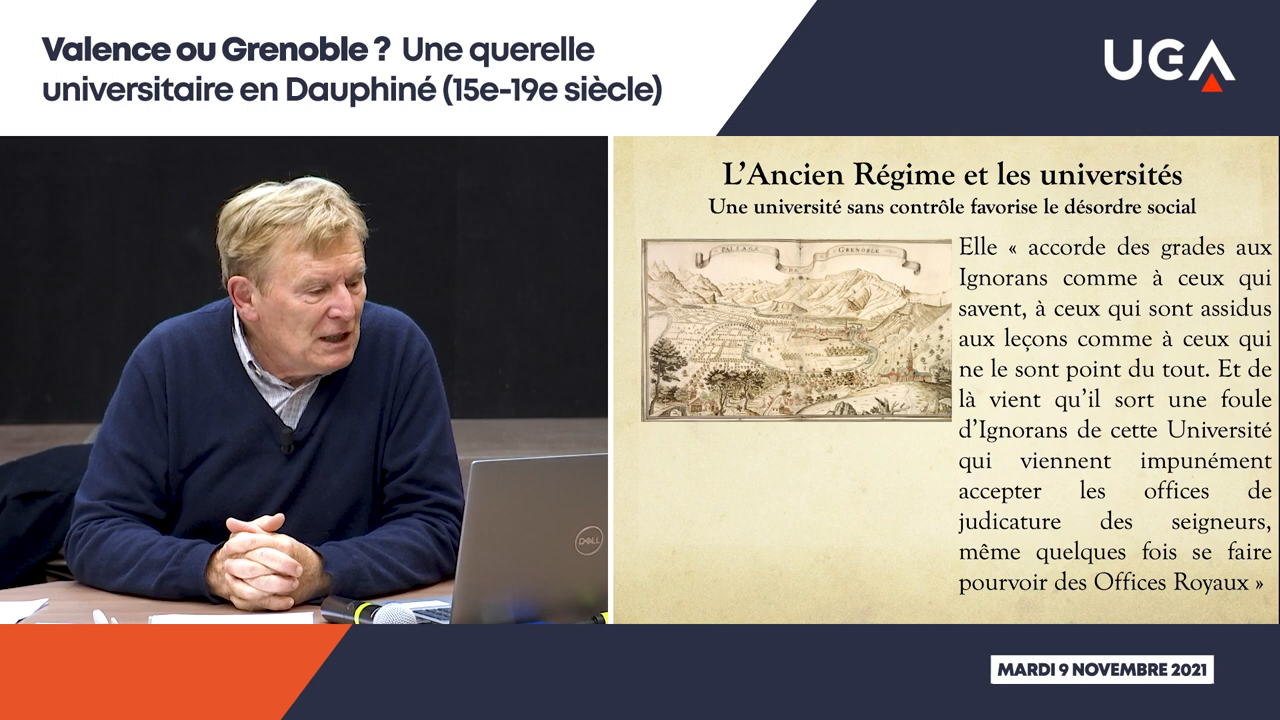 Valence ou Grenoble ? Une querelle
universitaire en Dauphiné (15e-19e siècle)
UGA
L'Ancien Régime et les universités
Une université sans contrôle favorise le désordre social
GRENOBLE
Elle « accorde des grades aux
Ignorans comme à ceux qui
savent, à ceux qui sont assidus
aux leçons comme à ceux qui
ne le sont point du tout. Et de
là vient qu'il sort une foule
d'Ignorans de cette Université
qui viennent impunément
accepter les offices de
judicature des seigneurs,
même quelques fois se faire
pourvoir des Offices Royaux »
DELL
MARDI 9 NOVEMBRE 2021